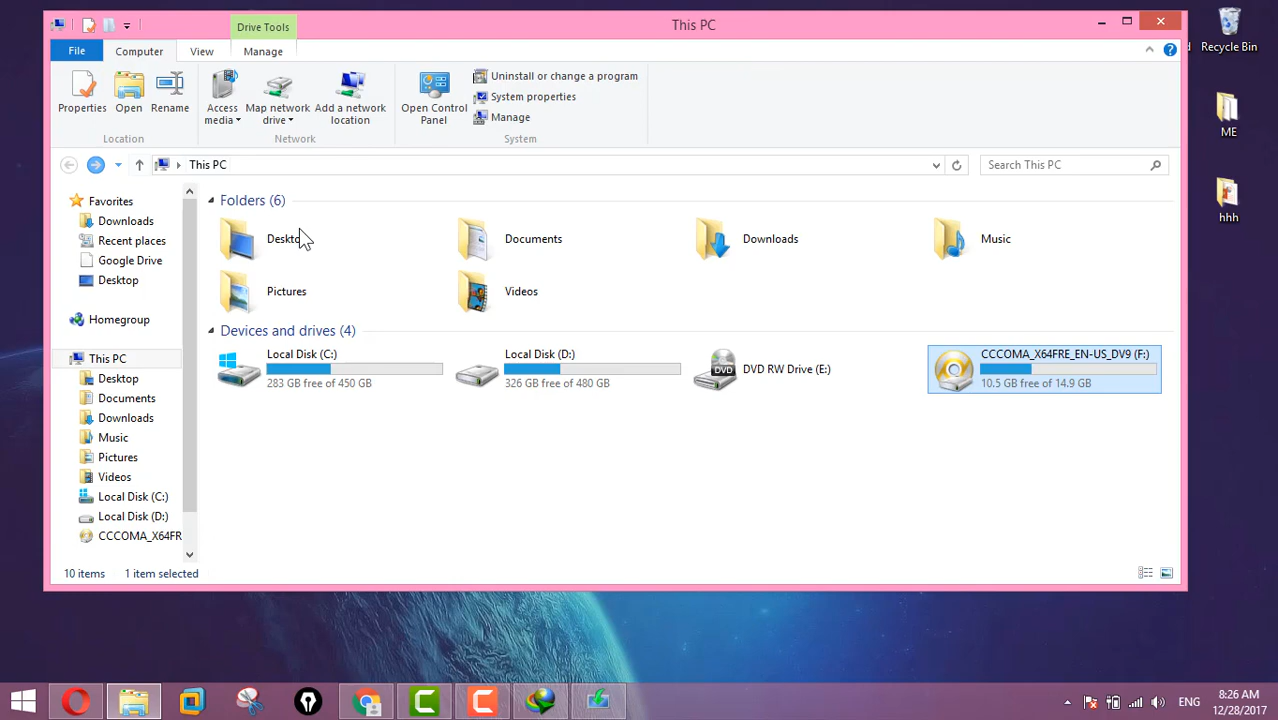 This PC
Drive Tools
File
Computer
View
Manage
Properties
Open
Rename
Access media
Map network drive
Add a network location
Open Control Panel
Uninstall or change a program
System properties
Manage
Location
Network
System
This PC
Search This PC
Favorites
Downloads
Recent places
Google Drive
Desktop
Homegroup
This PC
Desktop
Documents
Downloads
Music
Pictures
Videos
Local Disk (C:)
Local Disk (D:)
CCCOMA_X64FR
Folders (6)
Documents
Downloads
Music
Pictures
Videos
Devices and drives (4)
Local Disk (C:)
283 GB free of 450 GB
Local Disk (D:)
326 GB free of 480 GB
DVD
DVD RW Drive (E:)
CCCOMA_X64FRE_EN-US_DV9 (F:)
10.5 GB free of 14.9 GB
10 items
1 item selected
Recycle Bin
ME
hhh
ENG
8:26 AM
12/28/2017